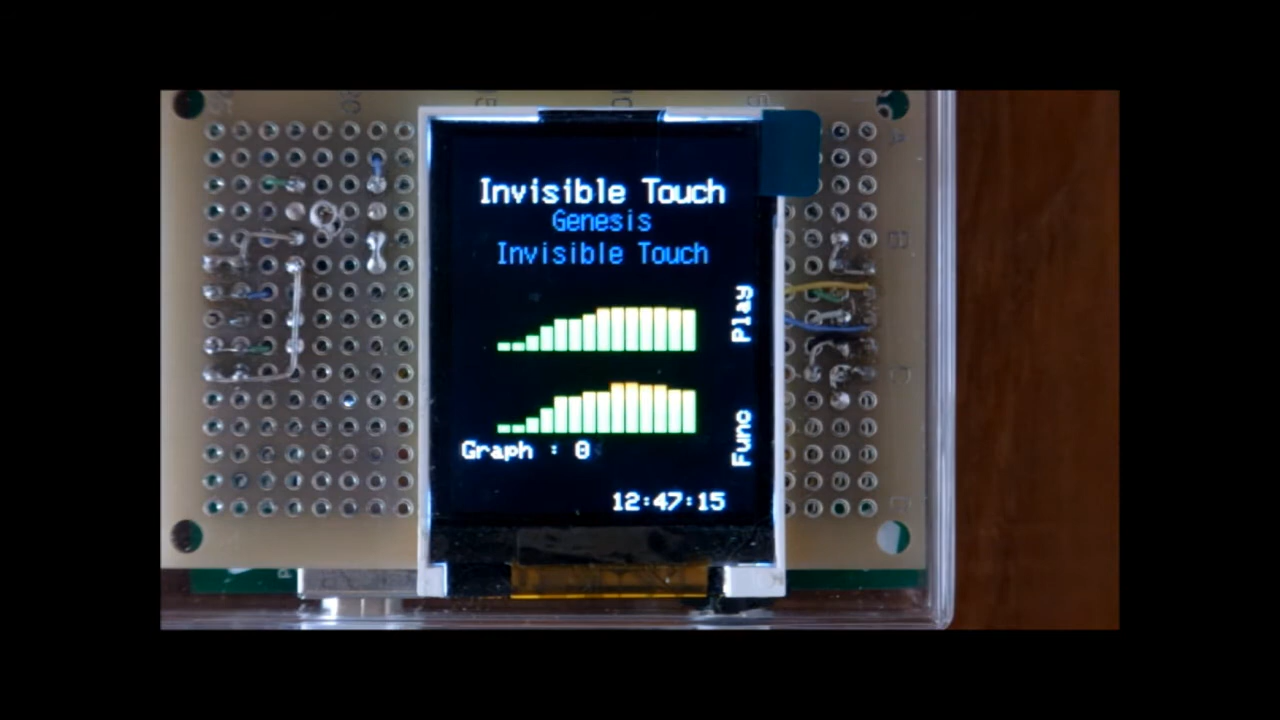 Invisible Touch
Genesis
Invisible Touch
Play
Func
Graph : 0
12:47:15
A
B
C